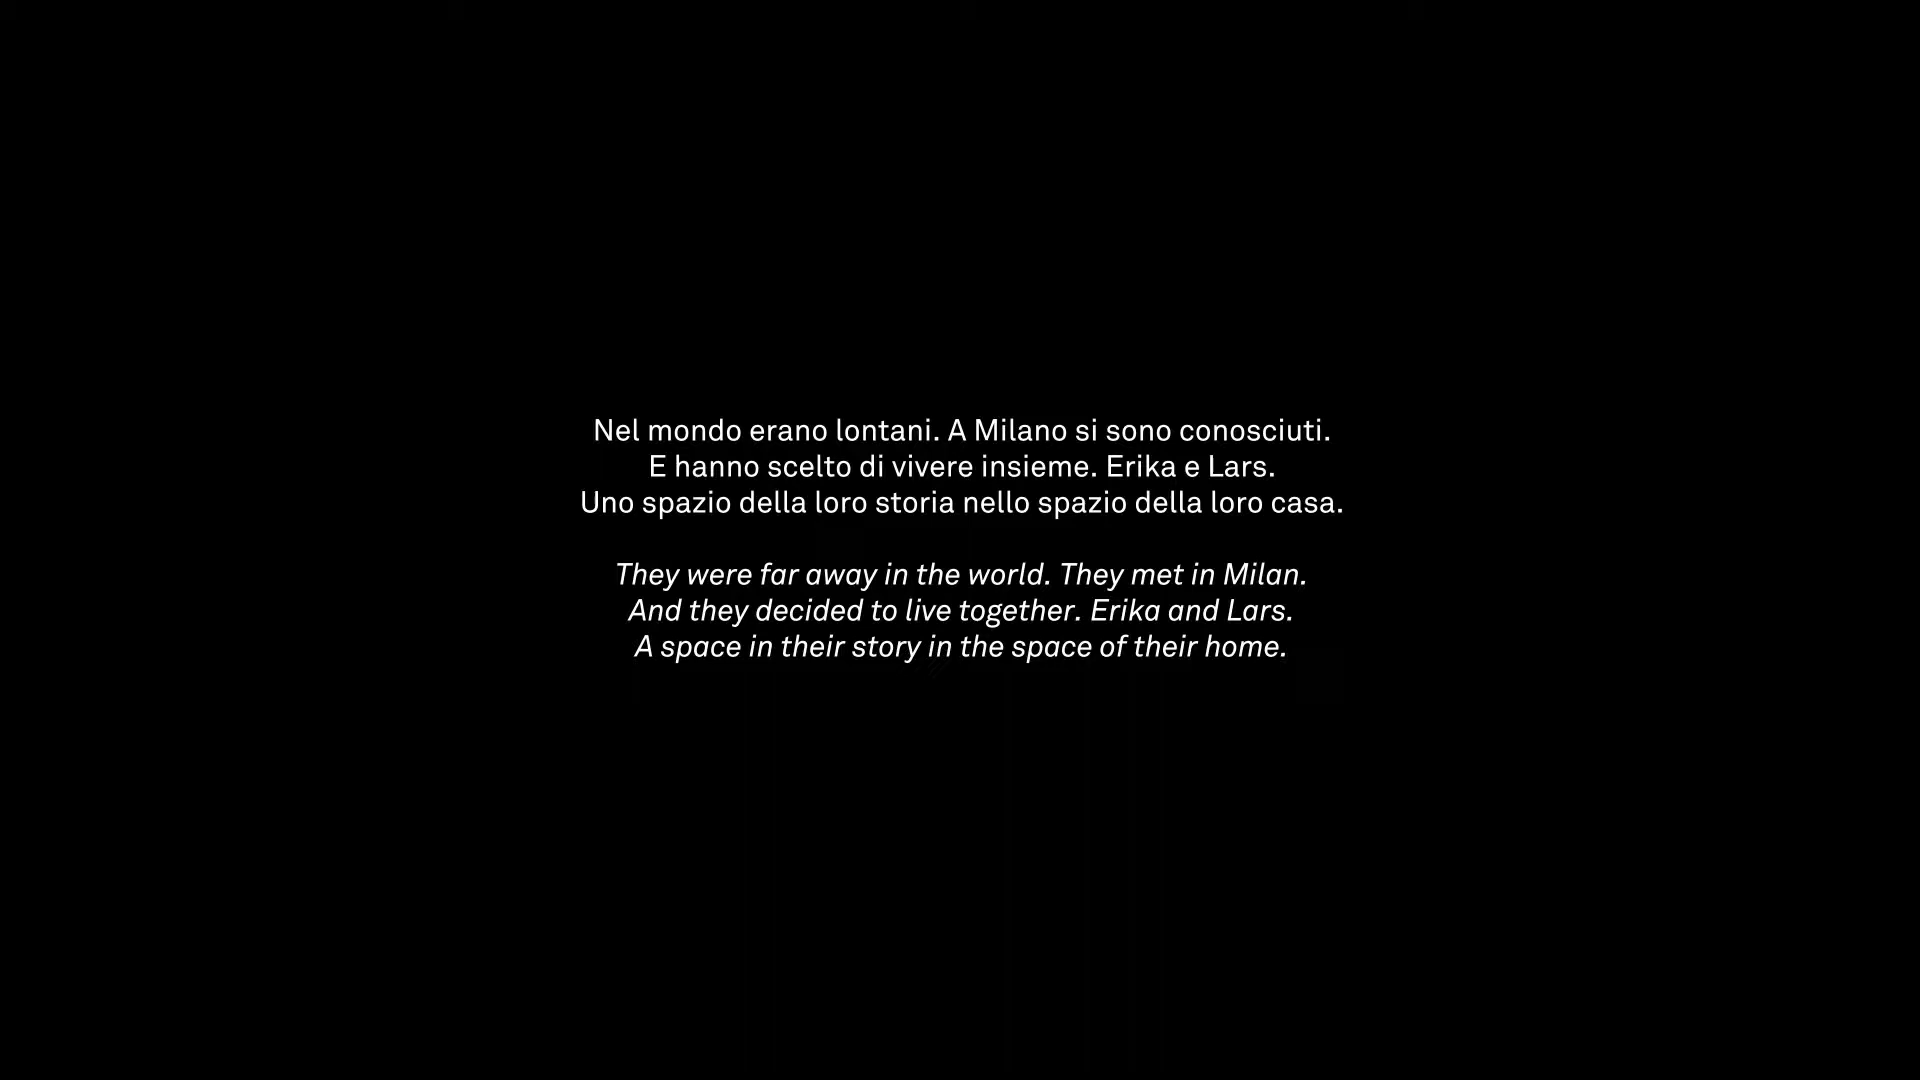 Nel mondo erano lontani. A Milano si sono conosciuti.
E hanno scelto di vivere insieme. Erika e Lars.
Uno spazio della loro storia nello spazio della loro casa.
They were far away in the world. They met in Milan.
And they decided to live together. Erika and Lars.
A space in their story in the space of their home.